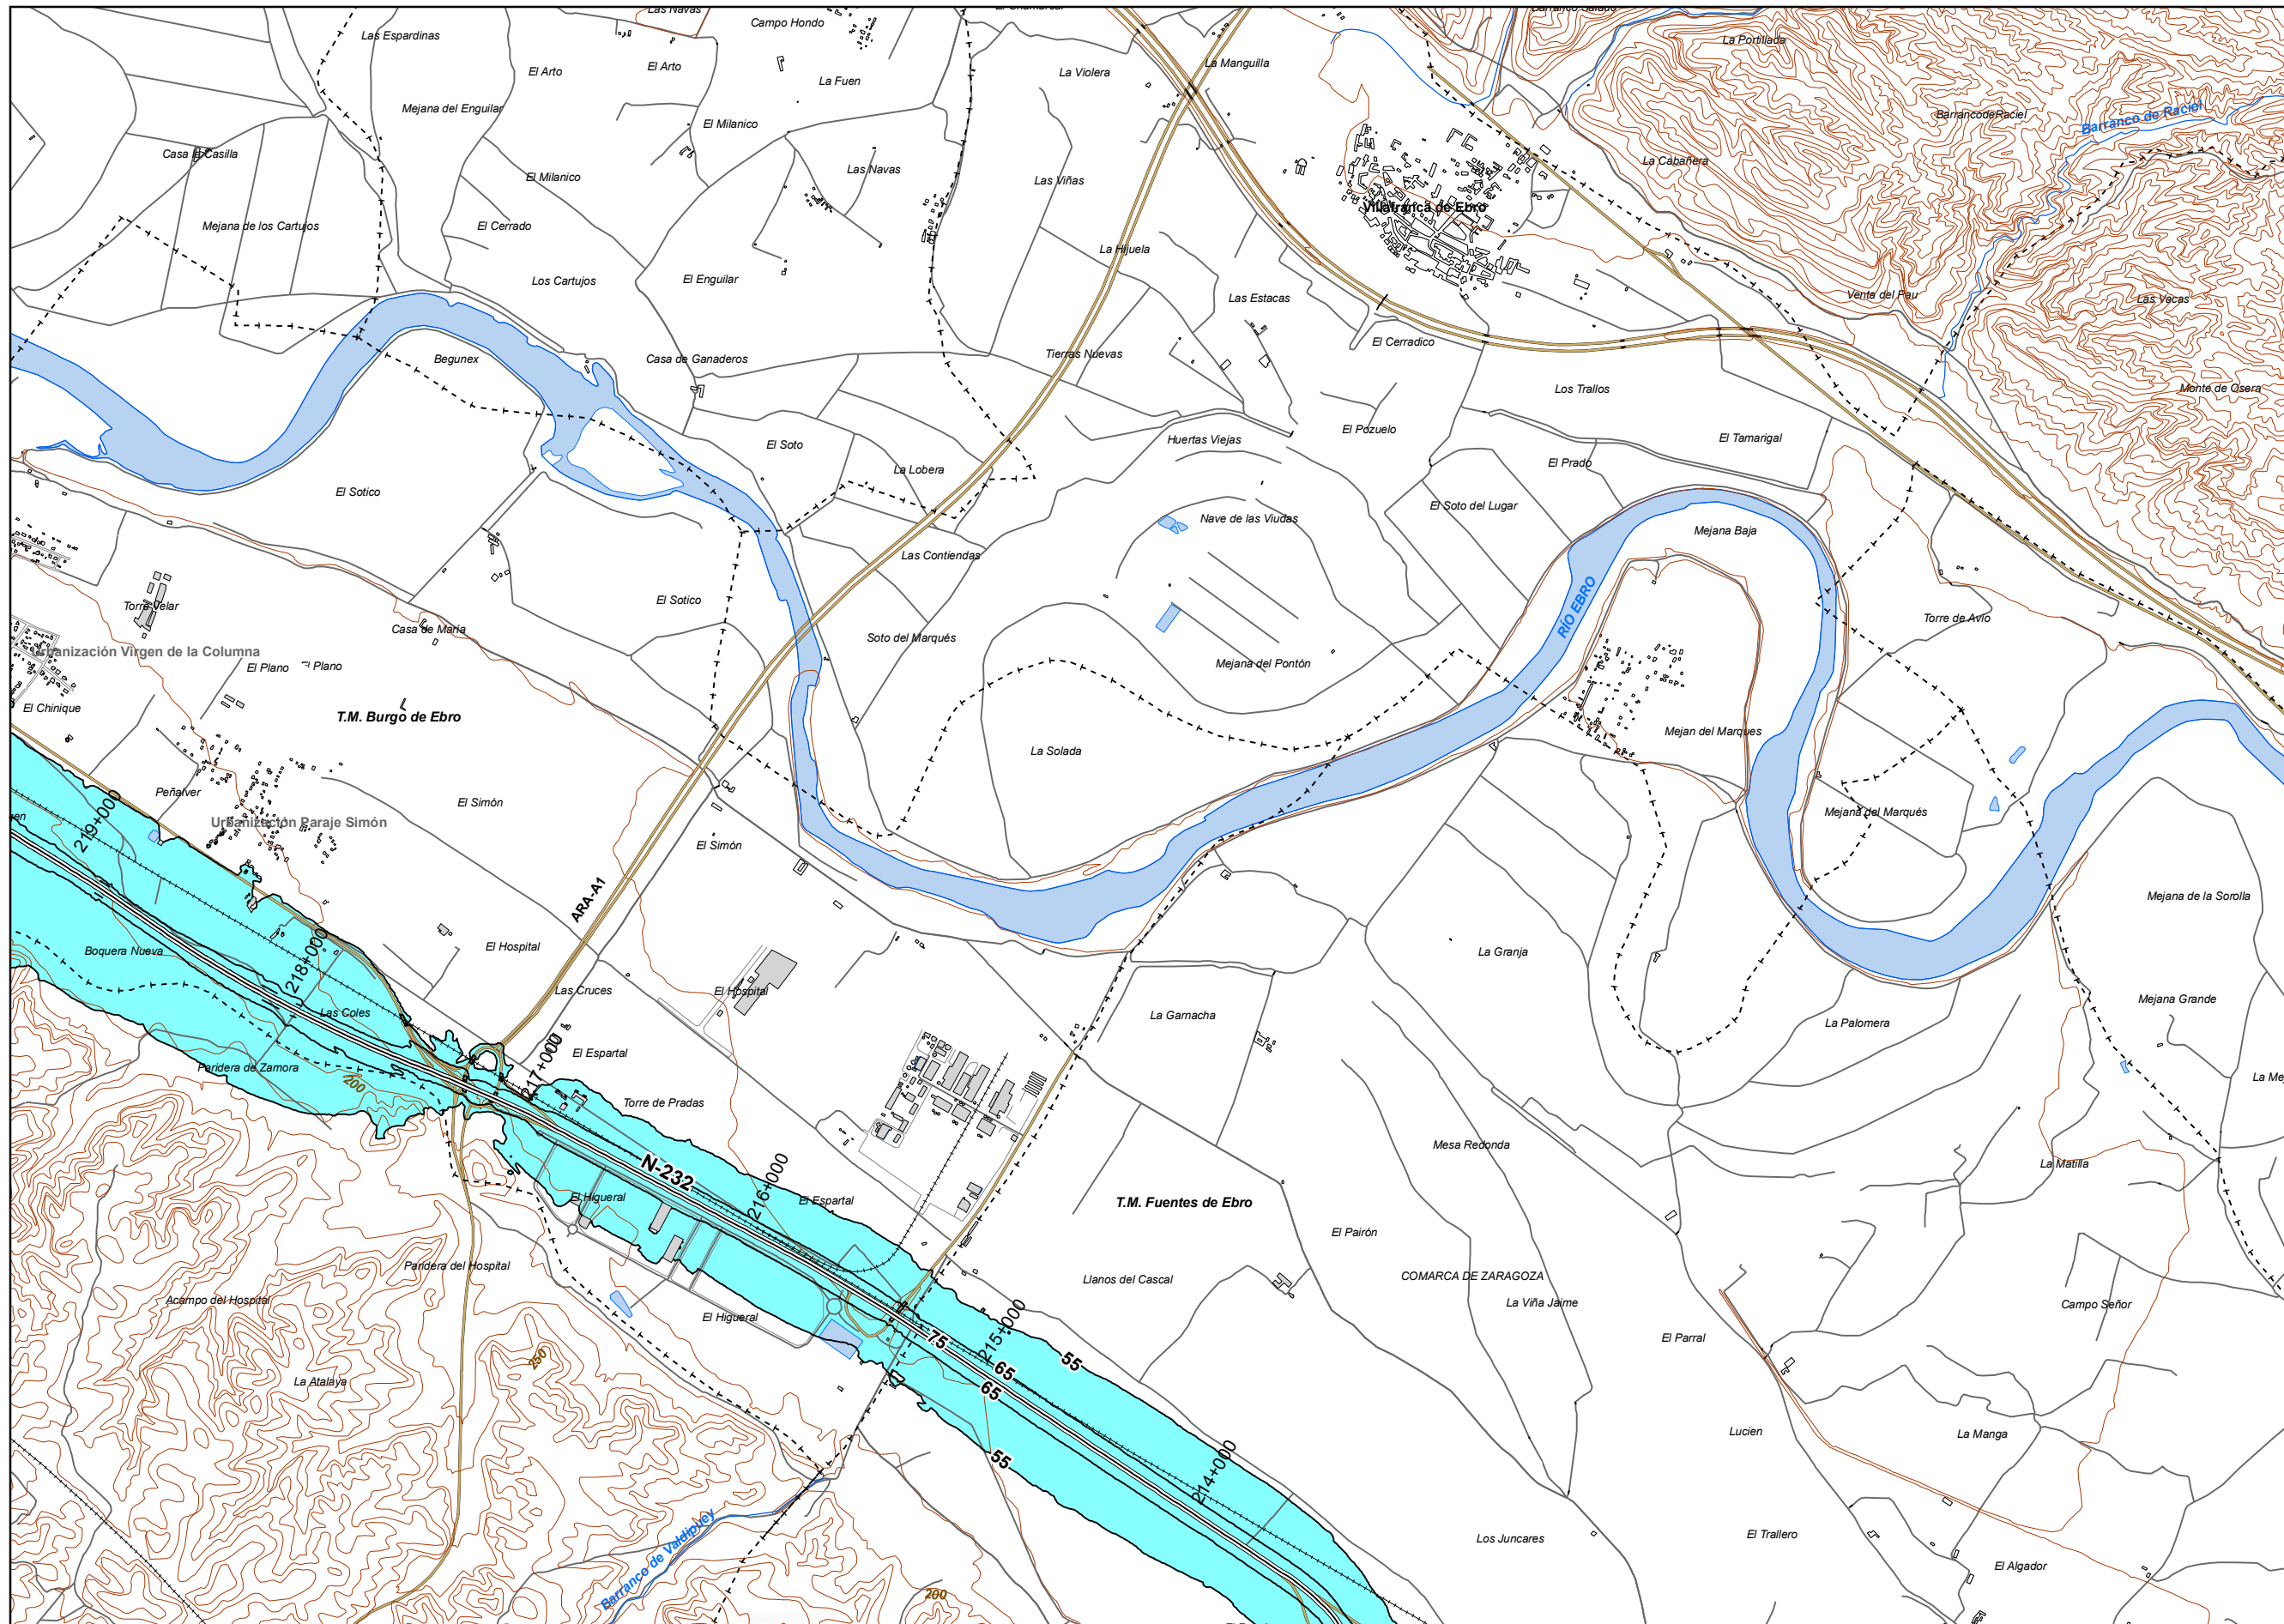 Las Navas
Campo Hondo
Las Espardinas
La Portillada
El Arto
El Arto
La Fuen
La Violera
La Manguilla
Mejana del Enguilar
El Milanico
BarrancodeRaciel
Barranco de Raciel
Casa la Casilla
El Milanico
Las Navas
Las Viñas
La Cabañera
Villafranca de Ebro
Mejana de los Cartujos
El Cerrado
La Hijuela
Los Cartujos
El Enguilar
Las Estacas
Venta del Pau
Las Vacas
Begunex
Casa de Ganaderos
Tierras Nuevas
El Cerradico
Los Trallos
Monte de Osera
El Soto
Huertas Viejas
El Pozuelo
El Tamarigal
La Lobera
El Prado
El Sotico
Nave de las Viudas
El Soto del Lugar
Mejana Baja
Las Contiendas
El Sotico
RÍO EBRO
Torre Velar
Casa de María
Soto del Marqués
Torre de Avio
Urbanización Virgen de la Columna
El Plano
El Plano
Mejana del Pontón
El Chinique
T.M. Burgo de Ebro
La Solada
Mejan del Marques
Peñalver
El Simón
219+000
Urbanización Paraje Simón
El Simón
Mejana del Marqués
ARA-A1
Mejana de la Sorolla
Boquera Nueva
218+000
El Hospital
La Granja
Las Cruces
El Hospital
Mejana Grande
Las Coles
La Garnacha
La Palomera
217+000
El Espartal
Paridera de Zamora
200
Torre de Pradas
Mesa Redonda
La Matilla
N-232
216+000
El Higueral
El Espartal
T.M. Fuentes de Ebro
El Pairón
Paridera del Hospital
Llanos del Cascal
COMARCA DE ZARAGOZA
Acampo del Hospital
El Higueral
La Viña Jaime
Campo Señor
215+000
75
65
55
65
El Parral
250
La Atalaya
Lucien
La Manga
55
214+000
Los Juncares
El Trallero
Barranco de Valdipuey
El Algador
200